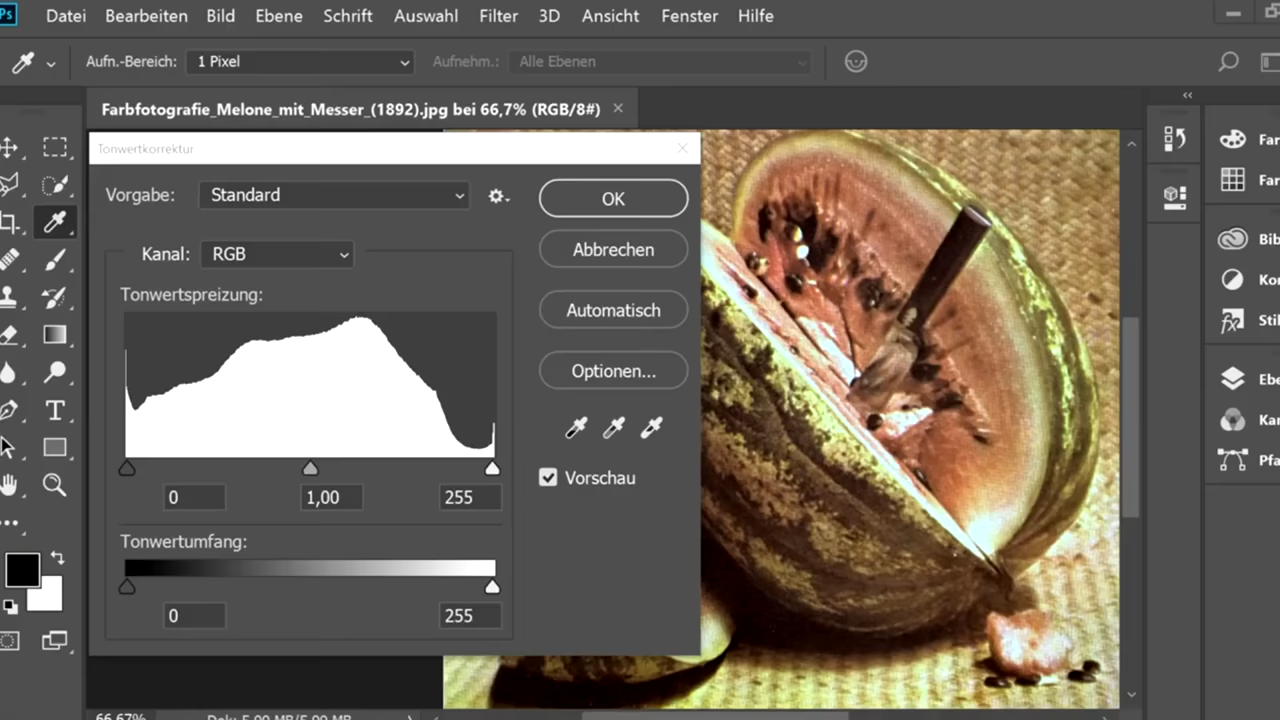 Ps Datei Bearbeiten Bild Ebene Schrift Auswahl Filter 3D Ansicht Fenster Hilfe
Aufn.-Bereich: 1 Pixel Aufnehm.: Alle Ebenen
Farbfotografie_Melone_mit_Messer_(1892).jpg bei 66,7% (RGB/8#)
Tonwertkorrektur
Vorgabe: Standard
OK
Kanal: RGB
Abbrechen
Tonwertspreizung:
Automatisch
Optionen...
Vorschau
0 1,00 255
Tonwertumfang:
0 255
Far
Far
Bib
Kor
Stil
Ebe
Kar
Pfa
66,67% Dok: 5,00 MB/5,00 MB